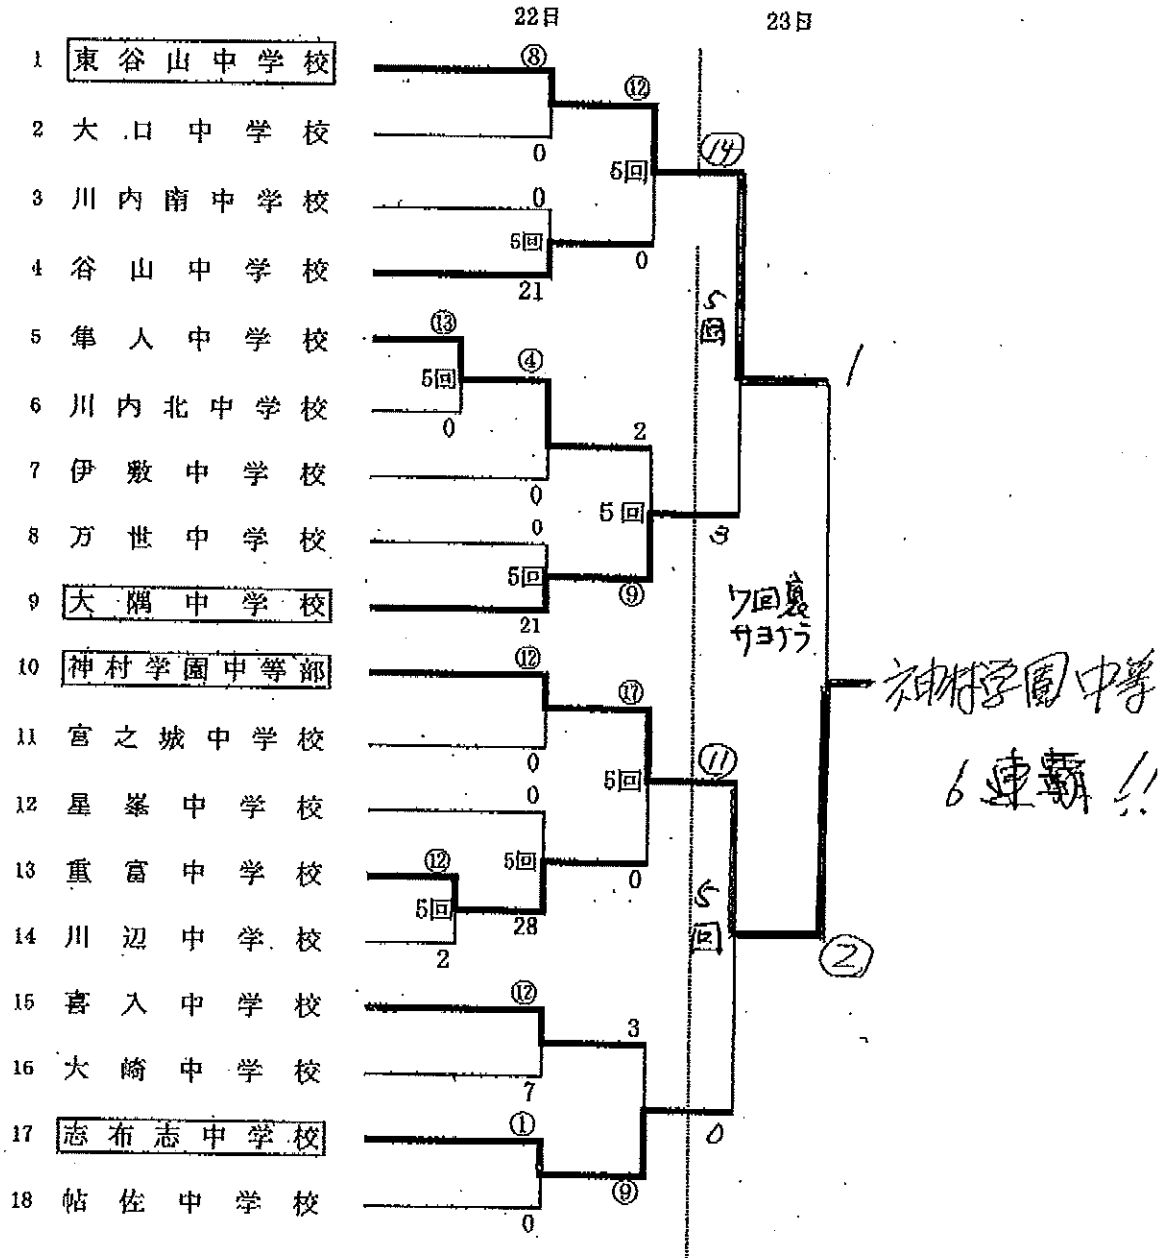 22日 23日
1 東谷山中学校 ⑧
⑫
2 大口中学校 0
⑭
5回
3 川内南中学校 0
5回
0
4 谷山中学校 21
5回
5 隼人中学校 ⑬
5回
④
1
6 川内北中学校 0
2
7 伊敷中学校 0
5回
3
8 万世中学校 0
5回
⑨
9 大隅中学校 21
7回裏
サヨナラ
10 神村学園中等部 ⑫
⑰
神村学園中等
11 宮之城中学校 0
⑪
5回
6連覇!!
12 星峯中学校 0
5回
0
13 重富中学校 ⑫
5回
28
5回
14 川辺中学校 2
②
15 喜入中学校 ⑫
3
16 大崎中学校 7
0
17 志布志中学校 ①
⑨
18 帖佐中学校 0